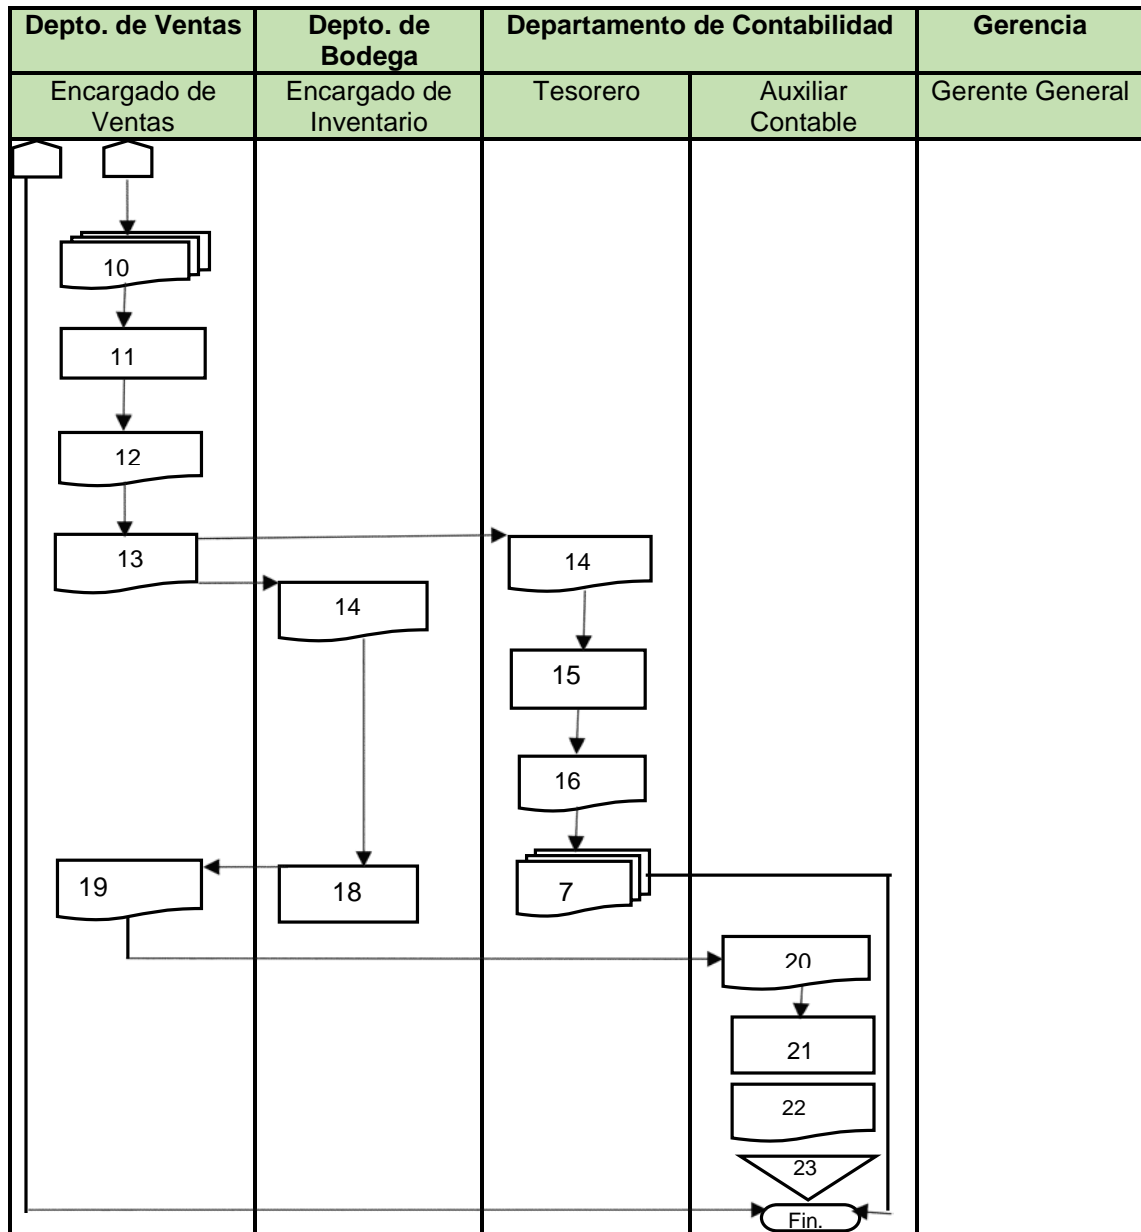 Depto. de Ventas
Depto. de
Bodega
Departamento de Contabilidad
Gerencia
Encargado de
Ventas
Encargado de
Inventario
Tesorero
Auxiliar
Contable
Gerente General
10
11
12
13
14
14
15
16
19
18
7
20
21
22
23
Fin.